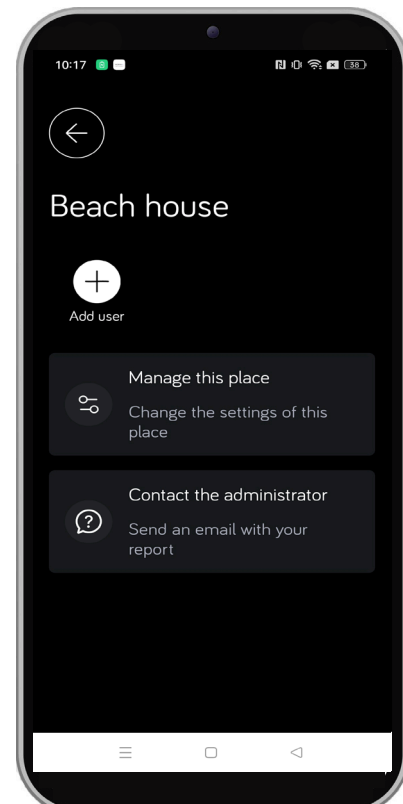 10:17
38
Beach house
Add user
Manage this place
Change the settings of this
place
Contact the administrator
Send an email with your
report